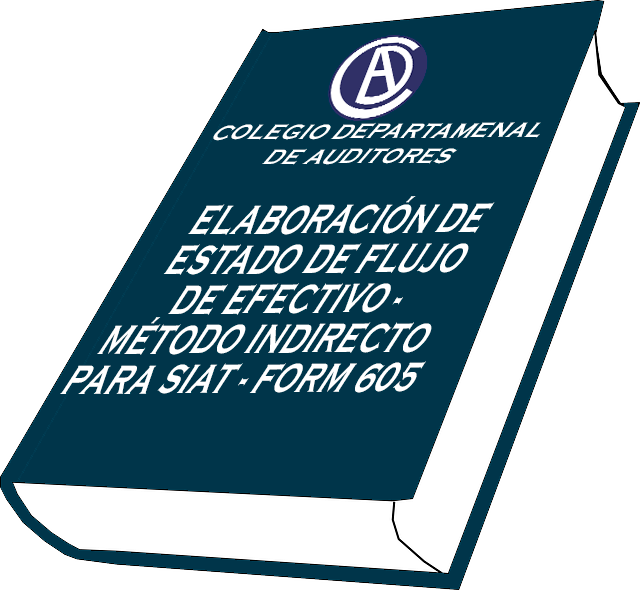 CAD
COLEGIO DEPARTAMENAL
DE AUDITORES
ELABORACIÓN DE
ESTADO DE FLUJO
DE EFECTIVO -
MÉTODO INDIRECTO
PARA SIAT - FORM 605